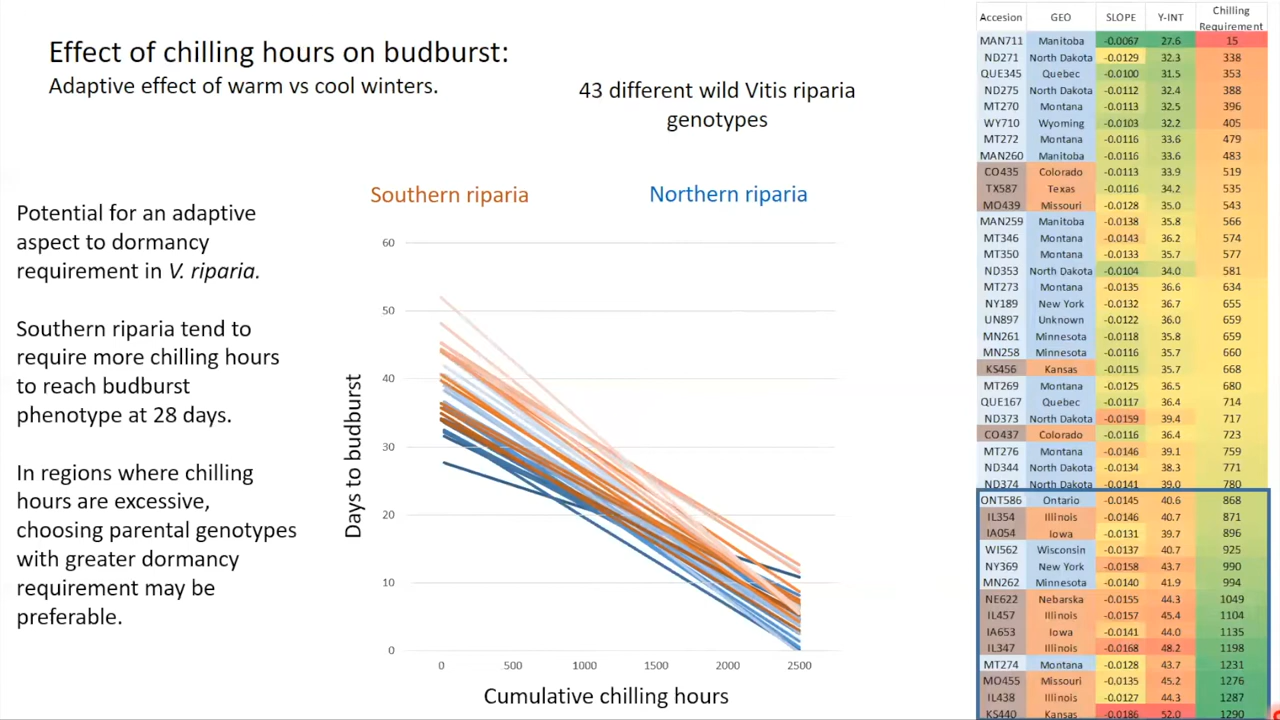 Effect of chilling hours on budburst:
Adaptive effect of warm vs cool winters.
43 different wild Vitis riparia
genotypes
Potential for an adaptive
aspect to dormancy
requirement in V. riparia.
Southern riparia tend to
require more chilling hours
to reach budburst
phenotype at 28 days.
In regions where chilling
hours are excessive,
choosing parental genotypes
with greater dormancy
requirement may be
preferable.
Southern riparia
Northern riparia
Days to budburst
60
50
40
30
20
10
0
0 500 1000 1500 2000 2500
Cumulative chilling hours
Accesion GEO SLOPE Y-INT Chilling Requirement
MAN711 Manitoba -0.0067 27.6 15
ND271 North Dakota -0.0129 32.3 338
QUE345 Quebec -0.0100 31.5 353
ND275 North Dakota -0.0112 32.4 388
MT270 Montana -0.0113 32.5 396
WY710 Wyoming -0.0103 32.2 405
MT272 Montana -0.0116 33.6 479
MAN260 Manitoba -0.0116 33.6 483
CO435 Colorado -0.0113 33.9 519
TX587 Texas -0.0116 34.2 535
MO439 Missouri -0.0128 35.0 543
MAN259 Manitoba -0.0138 35.8 566
MT346 Montana -0.0143 36.2 574
MT350 Montana -0.0133 35.7 577
ND353 North Dakota -0.0104 34.0 581
MT273 Montana -0.0135 36.6 634
NY189 New York -0.0132 36.7 655
UN897 Unknown -0.0122 36.0 659
MN261 Minnesota -0.0118 35.8 659
MN258 Minnesota -0.0116 35.7 660
KS456 Kansas -0.0115 35.7 668
MT269 Montana -0.0125 36.5 680
QUE167 Quebec -0.0117 36.4 714
ND373 North Dakota -0.0159 39.4 717
CO437 Colorado -0.0116 36.4 723
MT276 Montana -0.0146 39.1 759
ND344 North Dakota -0.0134 38.3 771
ND374 North Dakota -0.0141 39.0 780
ONT586 Ontario -0.0145 40.6 868
IL354 Illinois -0.0146 40.7 871
IA054 Iowa -0.0131 39.7 896
WI562 Wisconsin -0.0137 40.7 925
NY369 New York -0.0158 43.7 990
MN262 Minnesota -0.0140 41.9 994
NE622 Nebarska -0.0155 44.3 1049
IL457 Illinois -0.0157 45.4 1104
IA653 Iowa -0.0141 44.0 1135
IL347 Illinois -0.0168 48.2 1198
MT274 Montana -0.0128 43.7 1231
MO455 Missouri -0.0135 45.2 1276
IL438 Illinois -0.0127 44.3 1287
KS440 Kansas -0.0186 52.0 1290